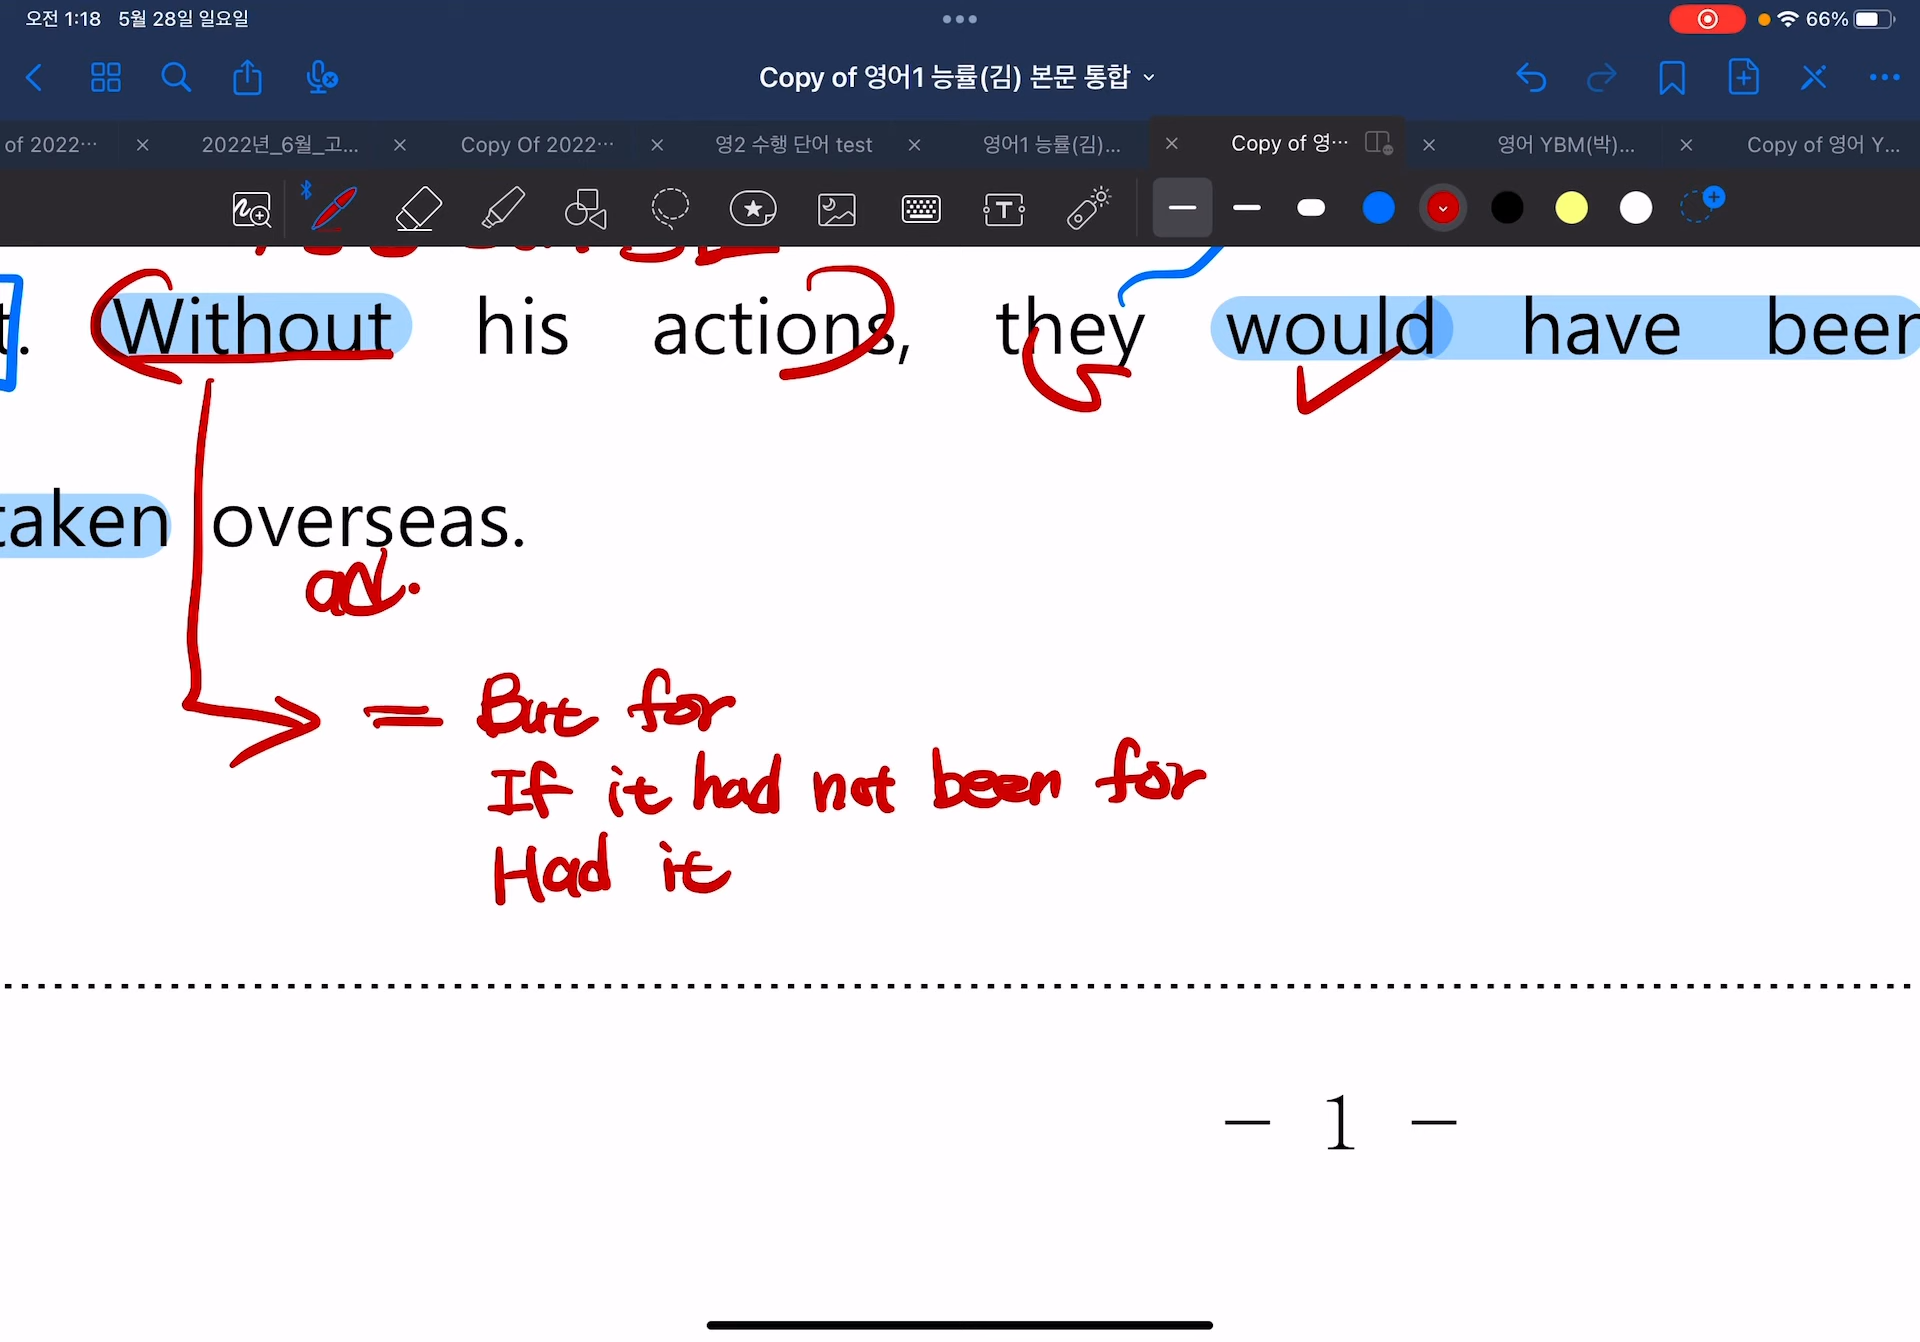 오전 1:18 5월 28일 일요일 66%
Copy of 영어1 능률(김) 본문 통합
of 2022… 2022년_6월_고... Copy Of 2022… 영2 수행 단어 test 영어1 능률(김)... Copy of 영… 영어 YBM(박)... Copy of 영어 Y...
t. Without his actions, they would have been
taken overseas.
ad.
= But for
If it had not been for
Had it
- 1 -